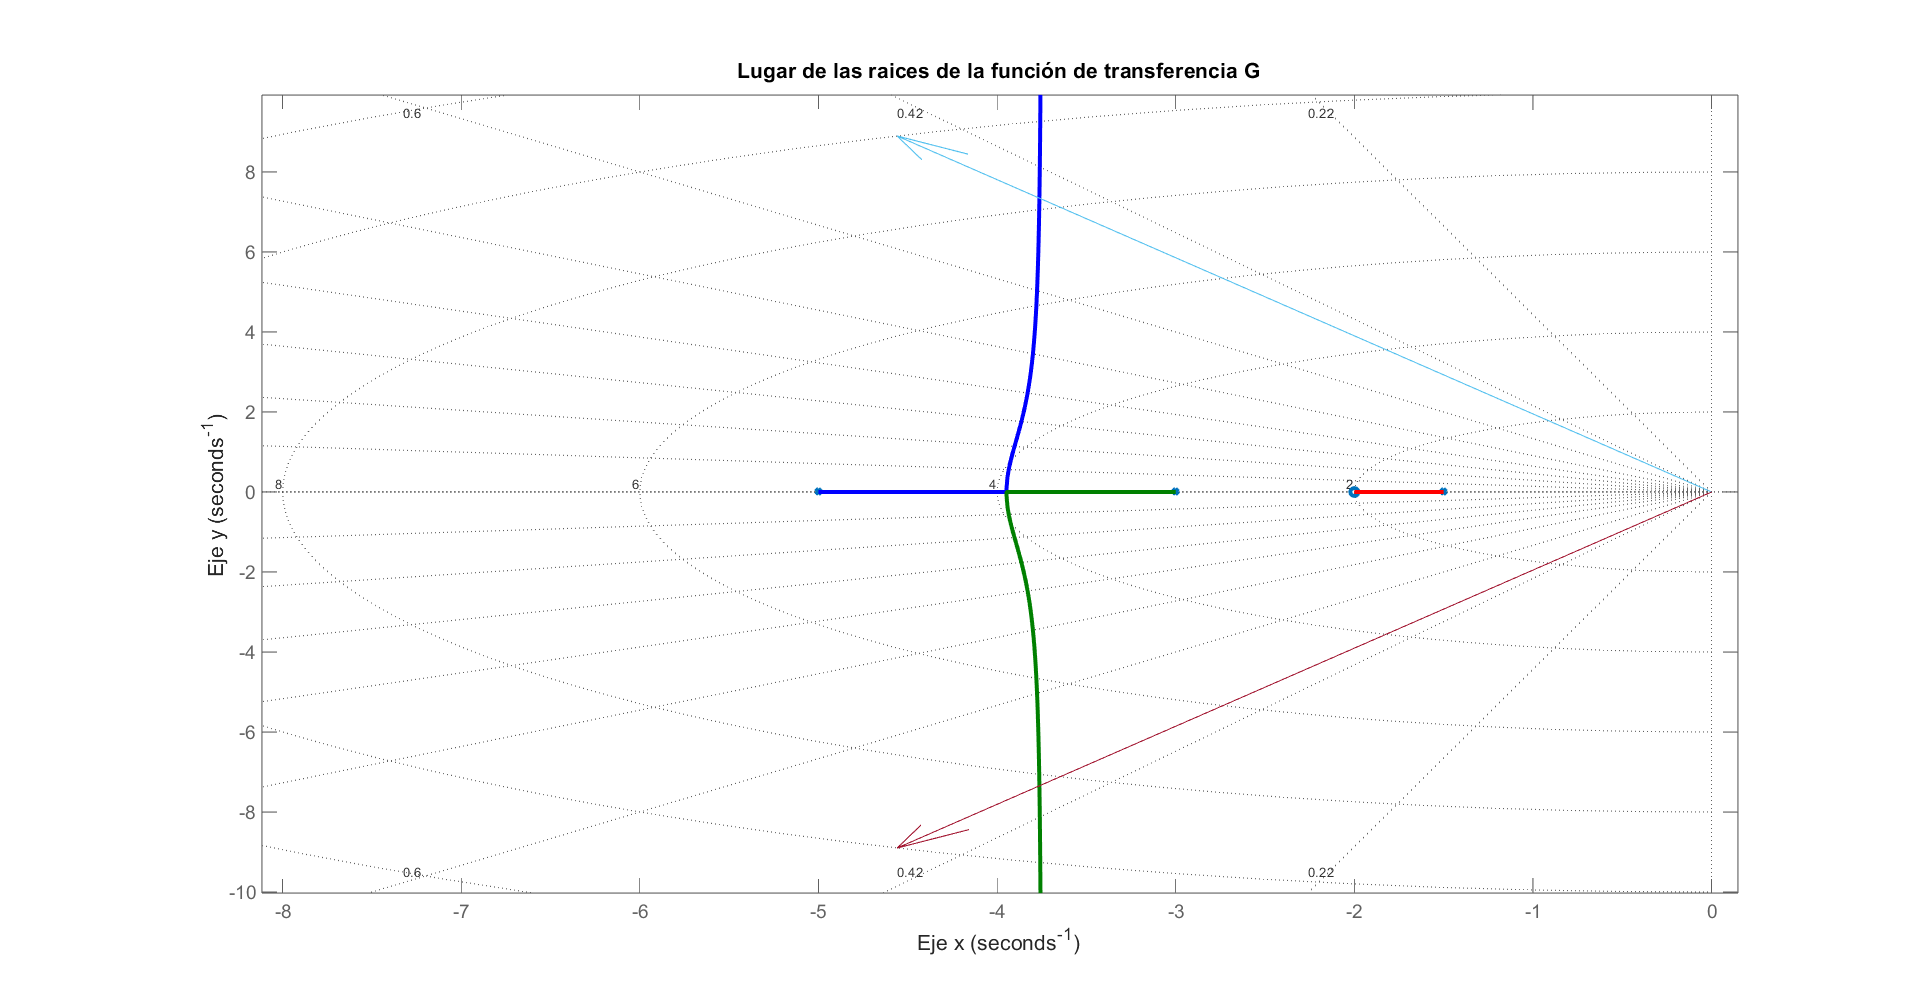 Lugar de las raices de la función de transferencia G
0.6 0.42 0.22
8
6
4
2
0
-2
-4
-6
-8
-10
8 6 4 2
0.6 0.42 0.22
-8 -7 -6 -5 -4 -3 -2 -1 0
Eje x (seconds-1)
Eje y (seconds-1)